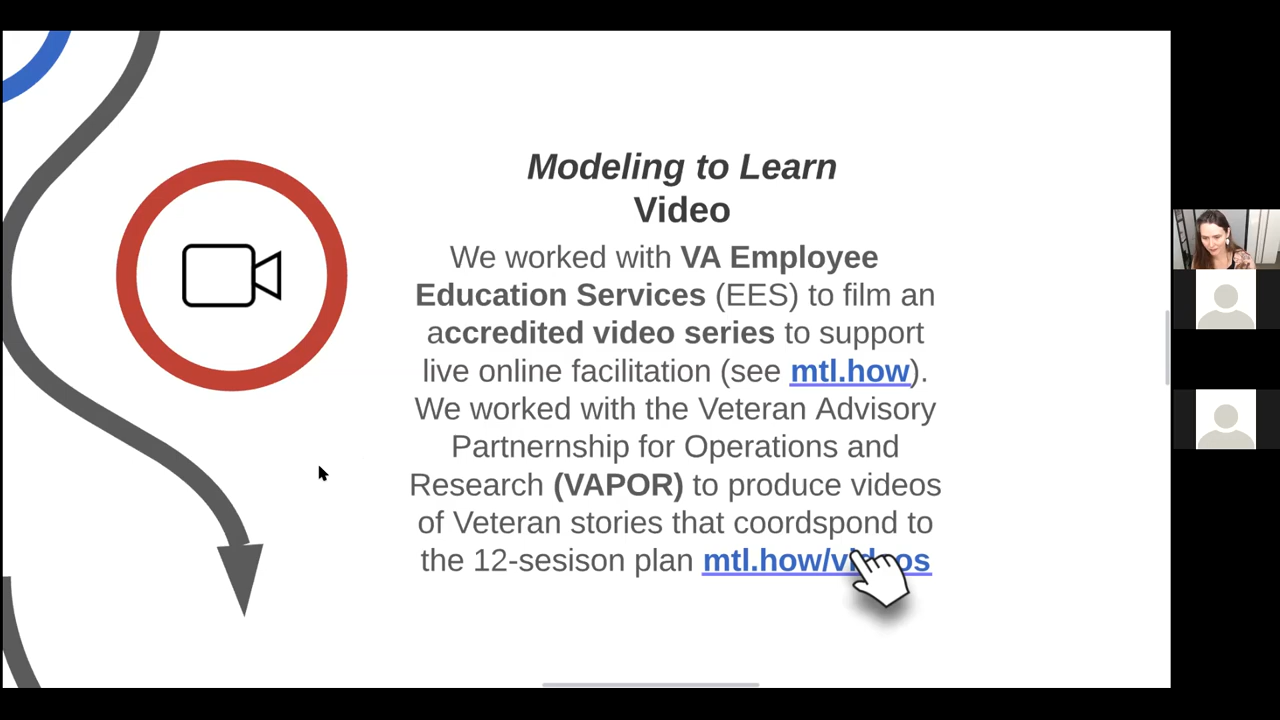 Modeling to Learn
Video
We worked with VA Employee
Education Services (EES) to film an
accredited video series to support
live online facilitation (see mtl.how).
We worked with the Veteran Advisory
Partnernship for Operations and
Research (VAPOR) to produce videos
of Veteran stories that coordspond to
the 12-sesison plan mtl.how/videos